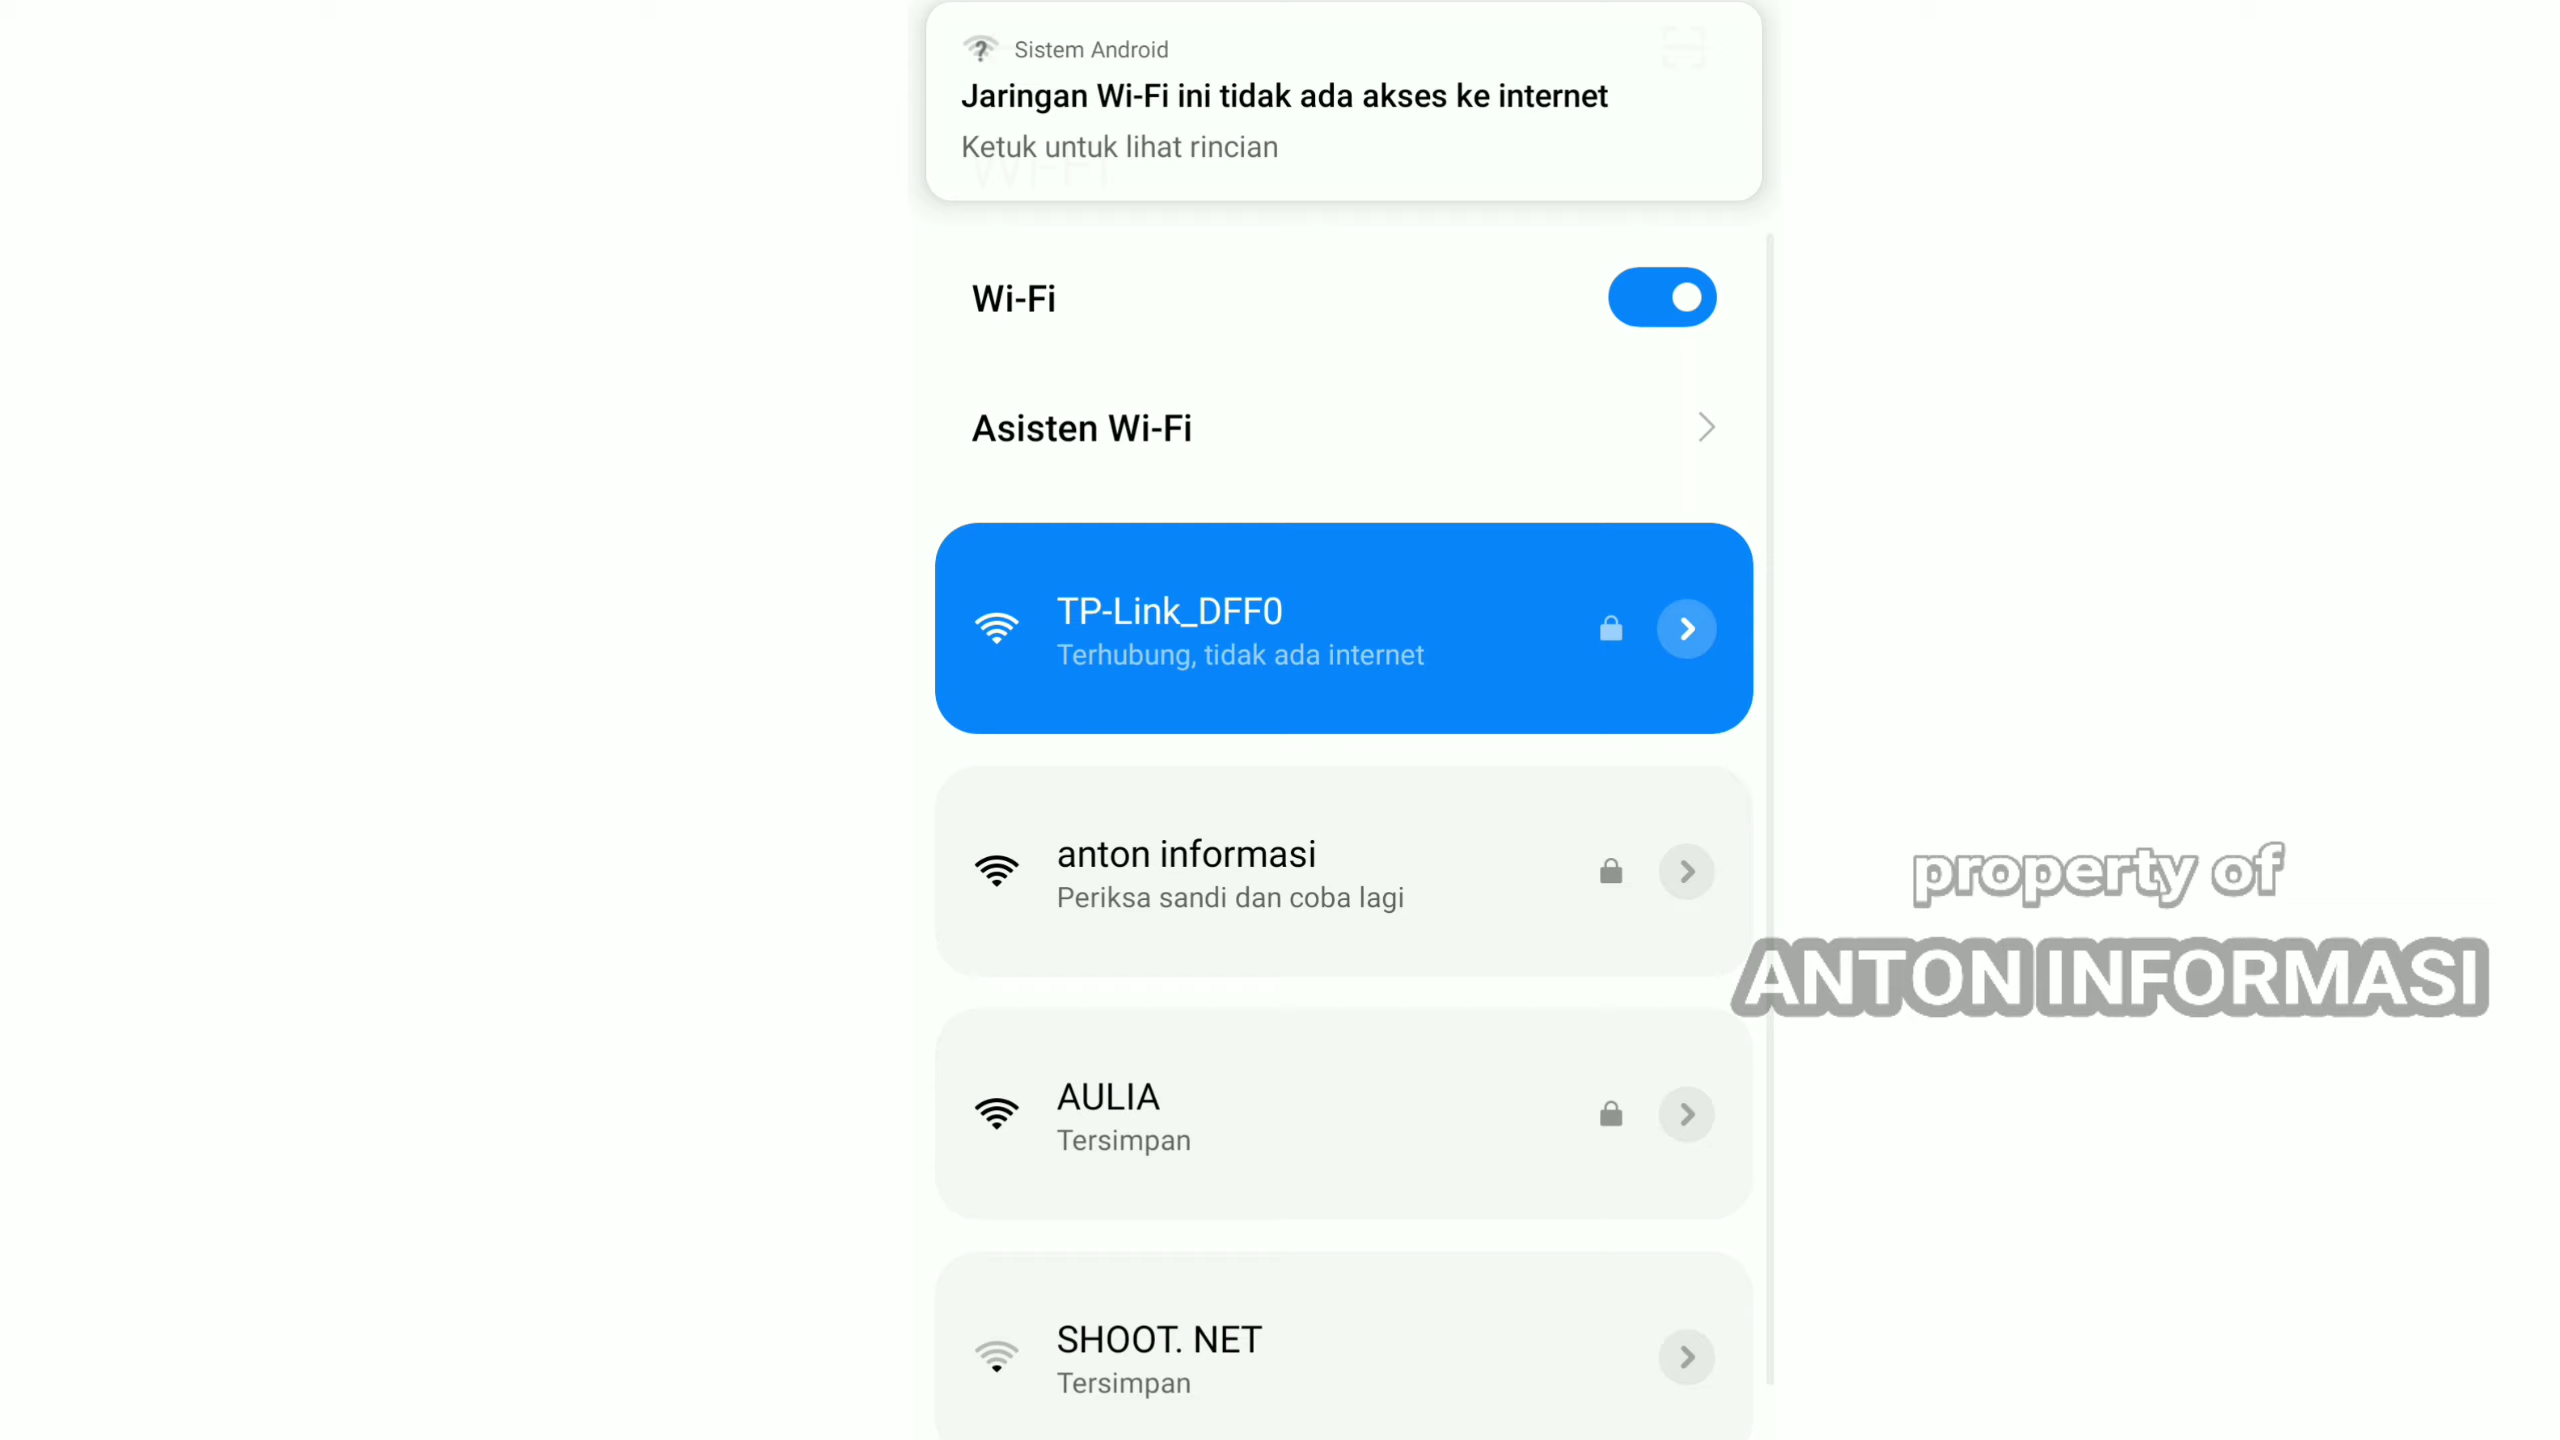 Sistem Android
Jaringan Wi-Fi ini tidak ada akses ke internet
Ketuk untuk lihat rincian
Wi-Fi
Wi-Fi
Asisten Wi-Fi
TP-Link_DFF0
Terhubung, tidak ada internet
anton informasi
Periksa sandi dan coba lagi
property of
ANTON INFORMASI
AULIA
Tersimpan
SHOOT. NET
Tersimpan